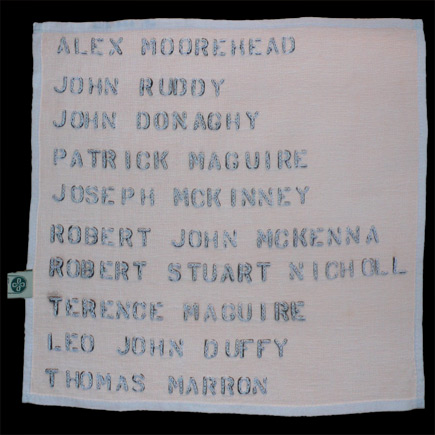 ALEX MOOREHEAD
JOHN RUDDY
JOHN DONAGHY
PATRICK MAGUIRE
JOSEPH MCKINNEY
ROBERT JOHN MCKENNA
ROBERT STUART NICHOLL
TERENCE MAGUIRE
LEO JOHN DUFFY
THOMAS MARRON